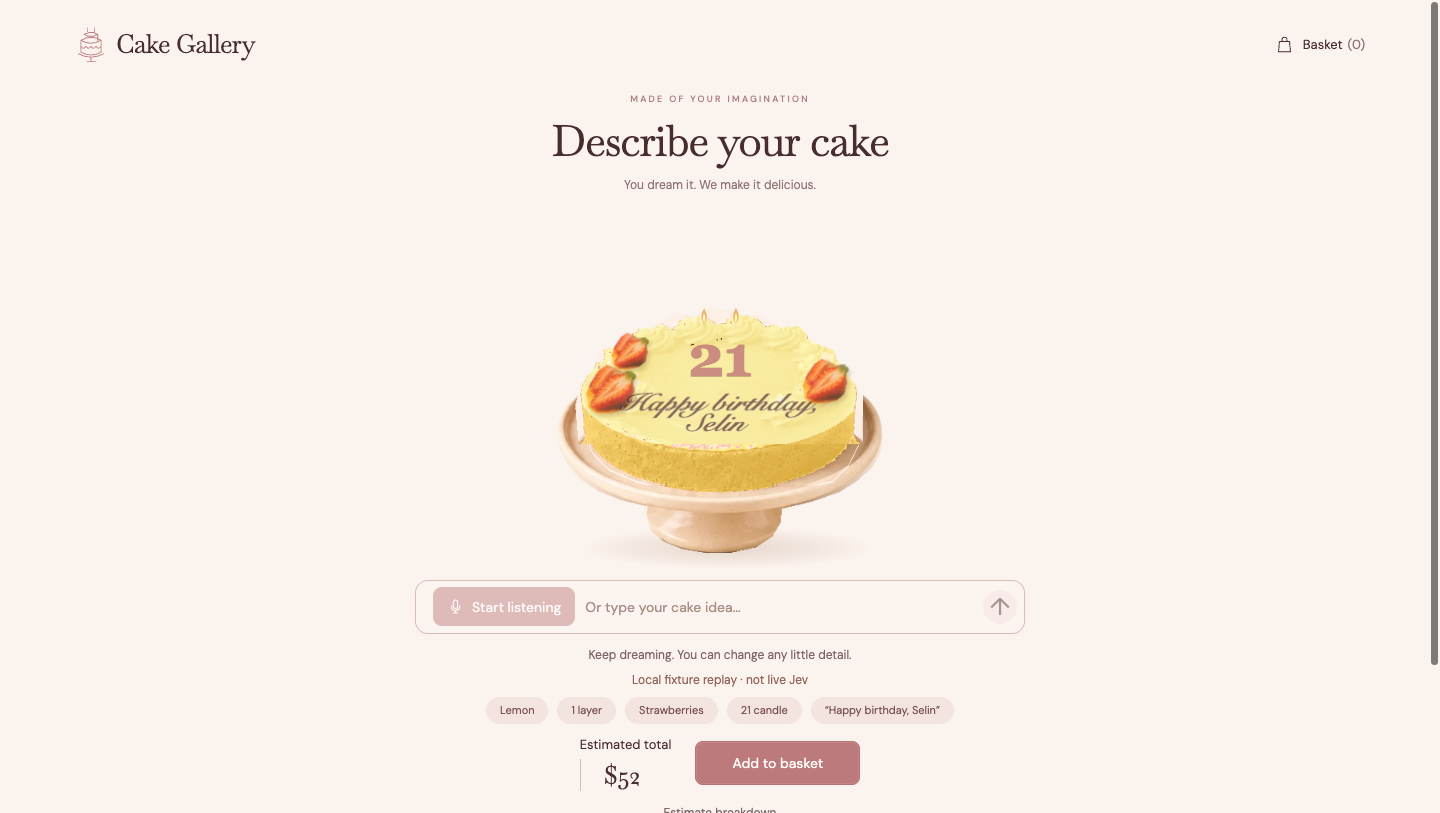 Cake Gallery
Basket (0)
MADE OF YOUR IMAGINATION
Describe your cake
You dream it. We make it delicious.
21
Happy birthday,
Selin
Start listening
Or type your cake idea...
Keep dreaming. You can change any little detail.
Local fixture replay · not live Jev
Lemon
1 layer
Strawberries
21 candle
“Happy birthday, Selin”
Estimated total
$52
Add to basket
Estimate breakdown